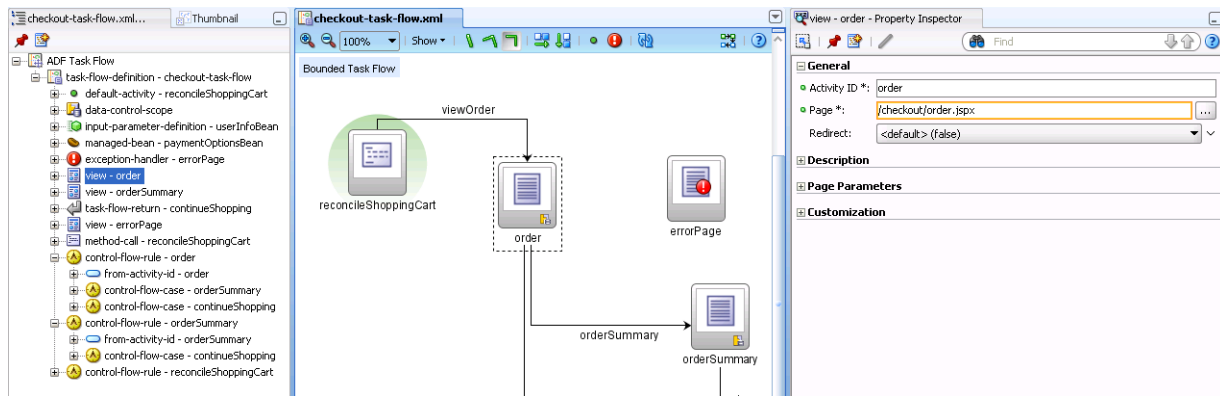 checkout-task-flow.xml...
Thumbnail
ADF Task Flow
task-flow-definition - checkout-task-flow
default-activity - reconcileShoppingCart
data-control-scope
input-parameter-definition - userInfoBean
managed-bean - paymentOptionsBean
exception-handler - errorPage
view - order
view - orderSummary
task-flow-return - continueShopping
view - errorPage
method-call - reconcileShoppingCart
control-flow-rule - order
from-activity-id - order
control-flow-case - orderSummary
control-flow-case - continueShopping
control-flow-rule - orderSummary
from-activity-id - orderSummary
control-flow-case - continueShopping
control-flow-rule - reconcileShoppingCart
checkout-task-flow.xml
100%
Show
Bounded Task Flow
viewOrder
reconcileShoppingCart
order
errorPage
orderSummary
orderSummary
view - order - Property Inspector
Find
General
Activity ID *: order
Page *: /checkout/order.jspx
...
Redirect: <default> (false)
Description
Page Parameters
Customization